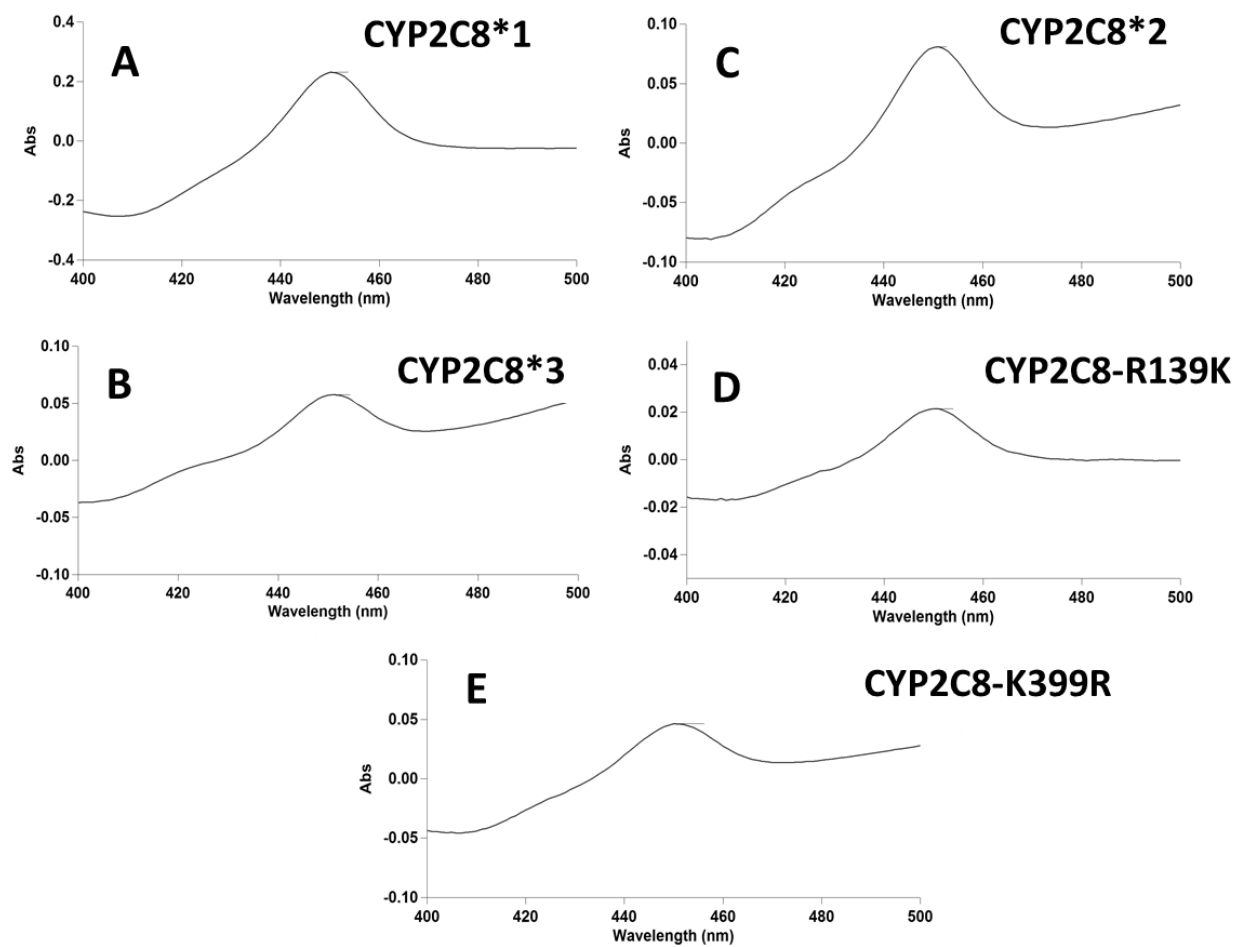 A
CYP2C8*1
0.4
0.2
0.0
-0.2
-0.4
Abs
400
420
440
460
480
500
Wavelength (nm)
C
CYP2C8*2
0.10
0.05
0.00
-0.05
-0.10
Abs
400
420
440
460
480
500
Wavelength (nm)
B
CYP2C8*3
0.10
0.05
0.00
-0.05
-0.10
Abs
400
420
440
460
480
500
Wavelength (nm)
D
CYP2C8-R139K
0.04
0.02
0.00
-0.02
-0.04
Abs
400
420
440
460
480
500
Wavelength (nm)
E
CYP2C8-K399R
0.10
0.05
0.00
-0.05
-0.10
Abs
400
420
440
460
480
500
Wavelength (nm)